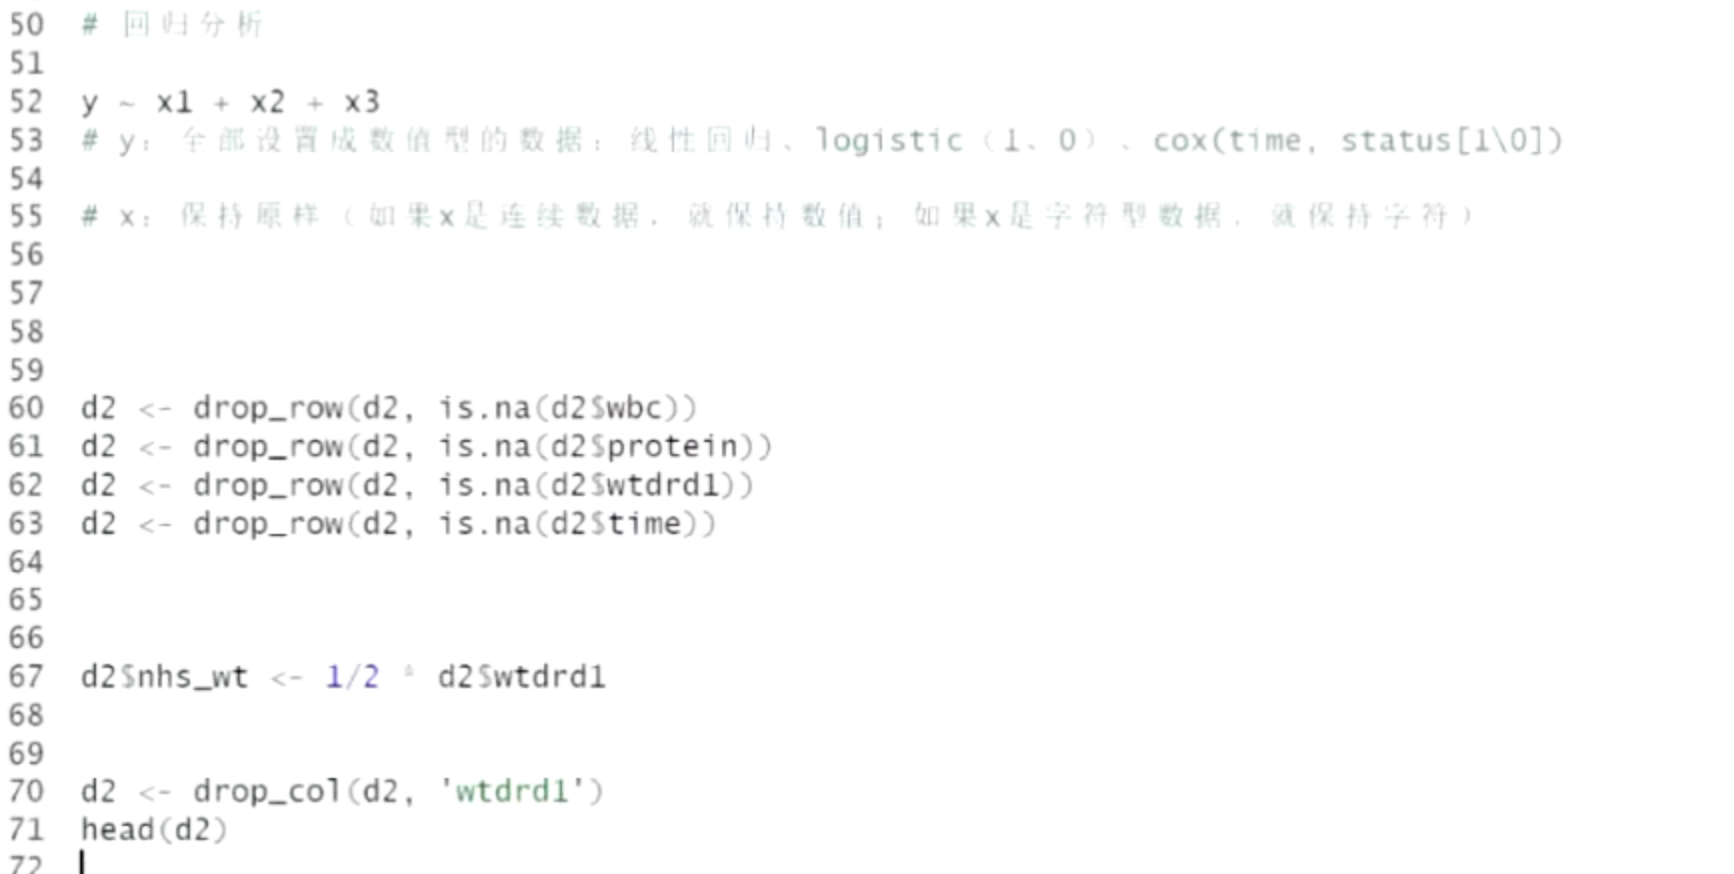 50 # 回归分析
51
52 y ~ x1 + x2 + x3
53 # y：全部设置成数值型的数据：线性回归、logistic（1、0）、cox(time, status[1\0])
54
55 # x：保持原样（如果x是连续数据，就保持数值；如果x是字符型数据，就保持字符）
56
57
58
59
60 d2 <- drop_row(d2, is.na(d2$wbc))
61 d2 <- drop_row(d2, is.na(d2$protein))
62 d2 <- drop_row(d2, is.na(d2$wtdrd1))
63 d2 <- drop_row(d2, is.na(d2$time))
64
65
66
67 d2$nhs_wt <- 1/2 * d2$wtdrd1
68
69
70 d2 <- drop_col(d2, 'wtdrd1')
71 head(d2)
72